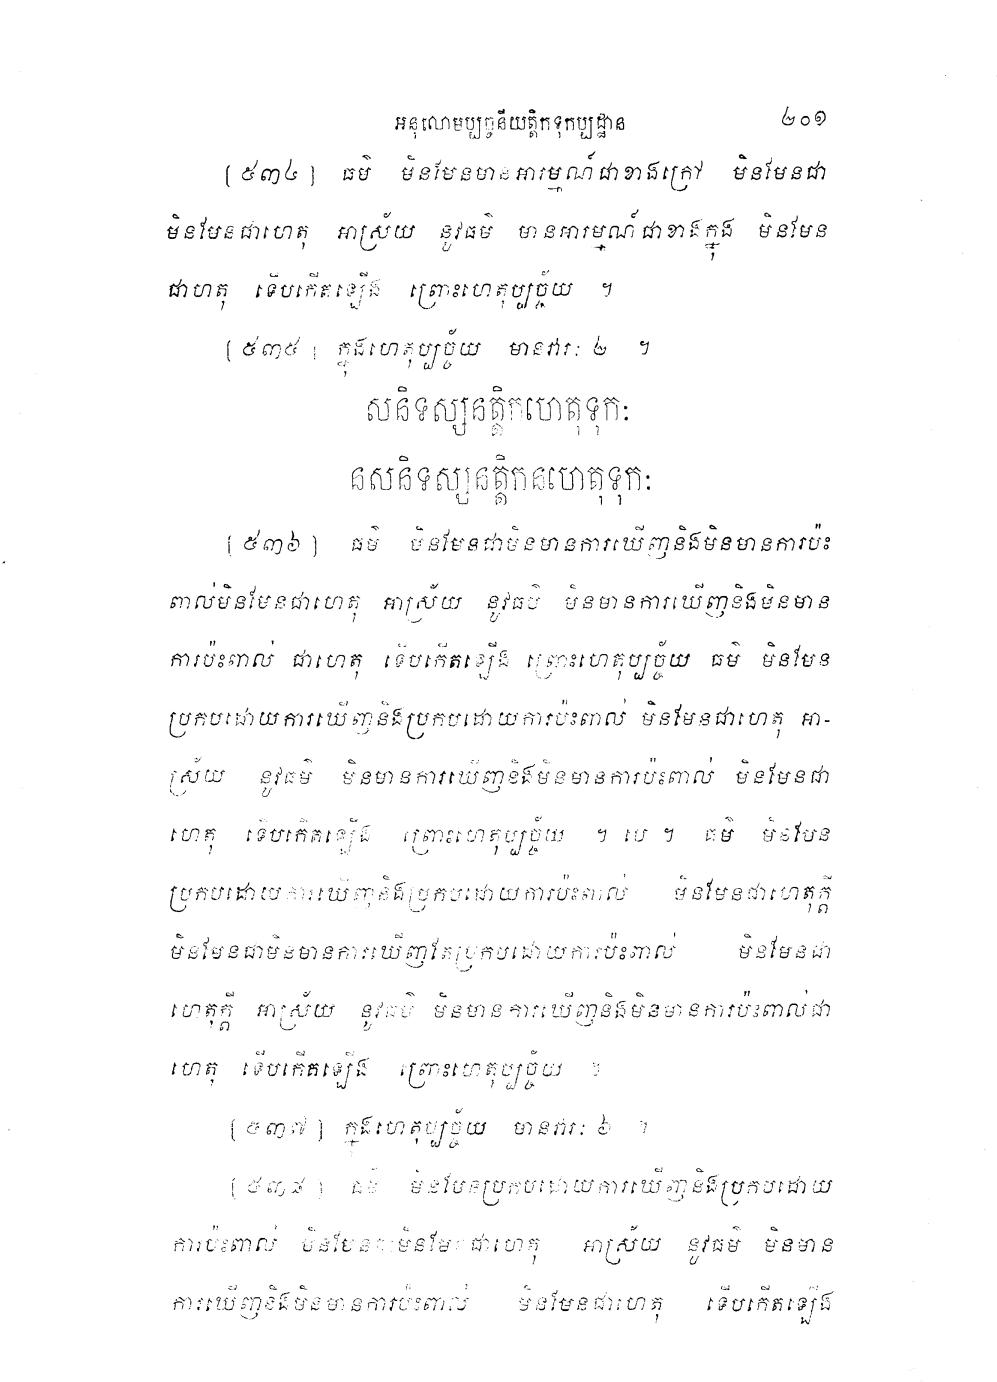 អនុលោមប្បច្ចនីយត្តិកទុកប្បដ្ឋាន ២០១
[៥៣៤] ធម៌ មិនមែនមានអារម្មណ៍ជាខាងក្រៅ មិនមែនជា
មិនមែនជាហេតុ អាស្រ័យ នូវធម៌ មានអារម្មណ៍ជាខាងក្នុង មិនមែន
ជាហតុ ទើបកើតឡើង ព្រោះហេតុប្បច្ច័យ ។
[៥៣៥] ក្នុងហេតុប្បច្ច័យ មានវារៈ ២ ។
សនិទស្សនត្តិកហេតុទុកៈ
នសនិទស្សនត្តិកនហេតុទុកៈ
[៥៣៦] ធម៌ មិនមែនជាមិនមានការឃើញនិងមិនមានការប៉ះ
ពាល់មិនមែនជាហេតុ អាស្រ័យ នូវធម៌ មិនមានការឃើញនិងមិនមាន
ការប៉ះពាល់ ជាហេតុ ទើបកើតឡើង ព្រោះហេតុប្បច្ច័យ ធម៌ មិនមែន
ប្រកបដោយការឃើញនិងប្រកបដោយការប៉ះពាល់ មិនមែនជាហេតុ អា-
ស្រ័យ នូវធម៌ មិនមានការឃើញនិងមិនមានការប៉ះពាល់ មិនមែនជា
ហេតុ ទើបកើតឡើង ព្រោះហេតុប្បច្ច័យ ។ បេ ។ ធម៌ មិនមែន
ប្រកបដោយការឃើញនិងប្រកបដោយការប៉ះពាល់ មិនមែនជាហេតុក្តី
មិនមែនជាមិនមានការឃើញតែប្រកបដោយការប៉ះពាល់ មិនមែនជា
ហេតុក្តី អាស្រ័យ នូវធម៌ មិនមានការឃើញនិងមិនមានការប៉ះពាល់ជា
ហេតុ ទើបកើតឡើង ព្រោះហេតុប្បច្ច័យ ។
[៥៣៧] ក្នុងហេតុប្បច្ច័យ មានវារៈ ៦ ។
[៥៣៨] ធម៌ មិនមែនប្រកបដោយការឃើញនិងប្រកបដោយ
ការប៉ះពាល់ មិនមែនជាមិនមែនជាហេតុ អាស្រ័យ នូវធម៌ មិនមាន
ការឃើញនិងមិនមានការប៉ះពាល់ មិនមែនជាហេតុ ទើបកើតឡើង